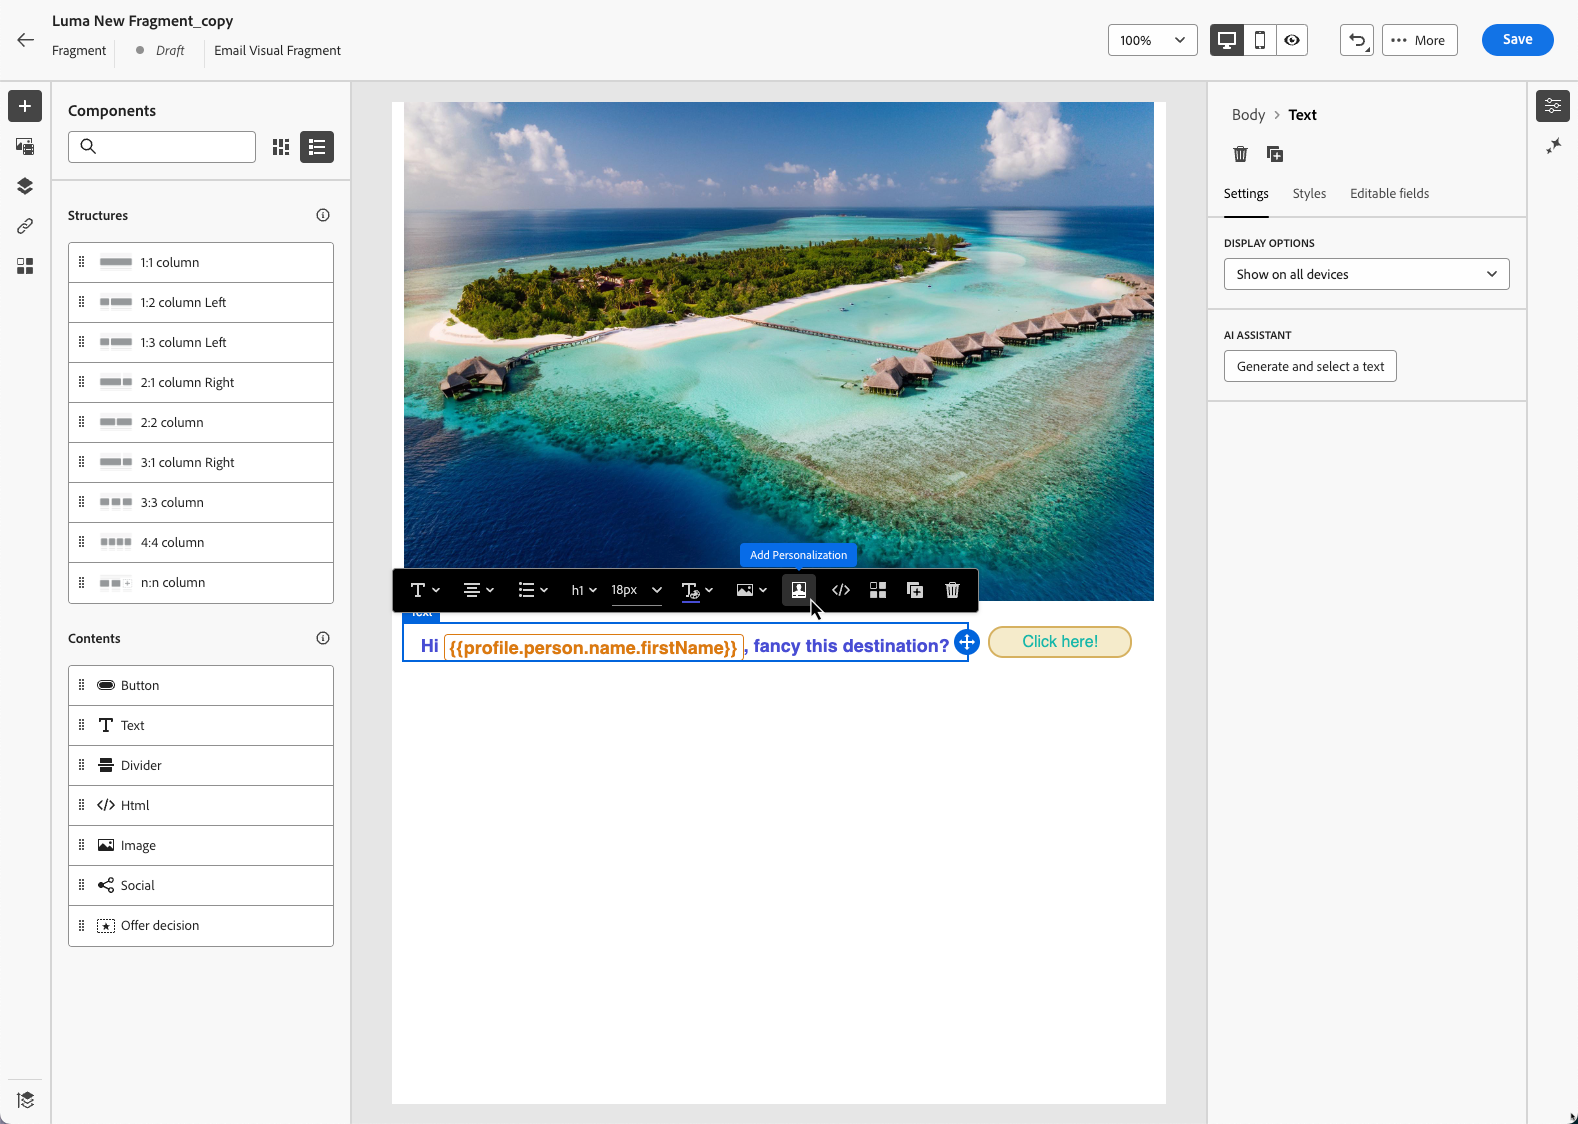 Luma New Fragment_copy
Fragment
Draft
Email Visual Fragment
100%
More
Save
Components
Structures
1:1 column
1:2 column Left
1:3 column Left
2:1 column Right
2:2 column
3:1 column Right
3:3 column
4:4 column
n:n column
Contents
Button
Text
Divider
Html
Image
Social
Offer decision
Add Personalization
h1
18px
Text
Hi {{profile.person.name.firstName}}, fancy this destination?
Click here!
Body > Text
Settings
Styles
Editable fields
DISPLAY OPTIONS
Show on all devices
AI ASSISTANT
Generate and select a text